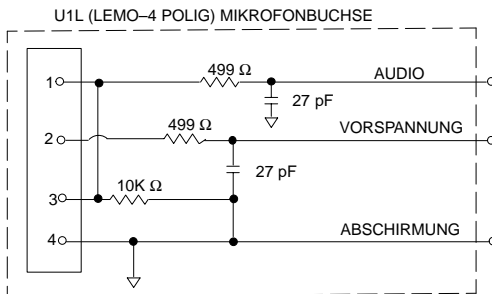 U1L (LEMO–4 POLIG) MIKROFONBUCHSE
1
499 Ω
AUDIO
27 pF
2
499 Ω
VORSPANNUNG
27 pF
10K Ω
3
4
ABSCHIRMUNG